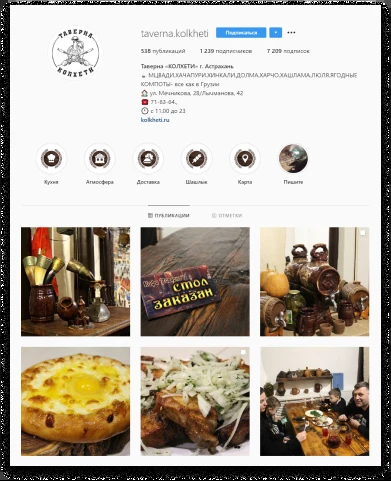 ТАВЕРНА
КОЛХЕТИ
taverna.kolkheti
Подписаться
538 публикаций 1 239 подписчиков 7 209 подписок
Таверна «КОЛХЕТИ» г. Астрахань
МЦВАДИ.ХАЧАПУРИ.ХИНКАЛИ.ДОЛМА.ХАРЧО.ХАШЛАМА.ЛЮЛЯ.ЯГОДНЫЕ
КОМПОТЫ- все как в Грузии
ул. Мечникова, 28/Лычманова, 42
71-63-64..
с 11.00 до 23
kolkheti.ru
Кухня Атмосфера Доставка Шашлык Карта Пишите
ПУБЛИКАЦИИ ОТМЕТКИ
СТОЛ
ЗАКАЗАН